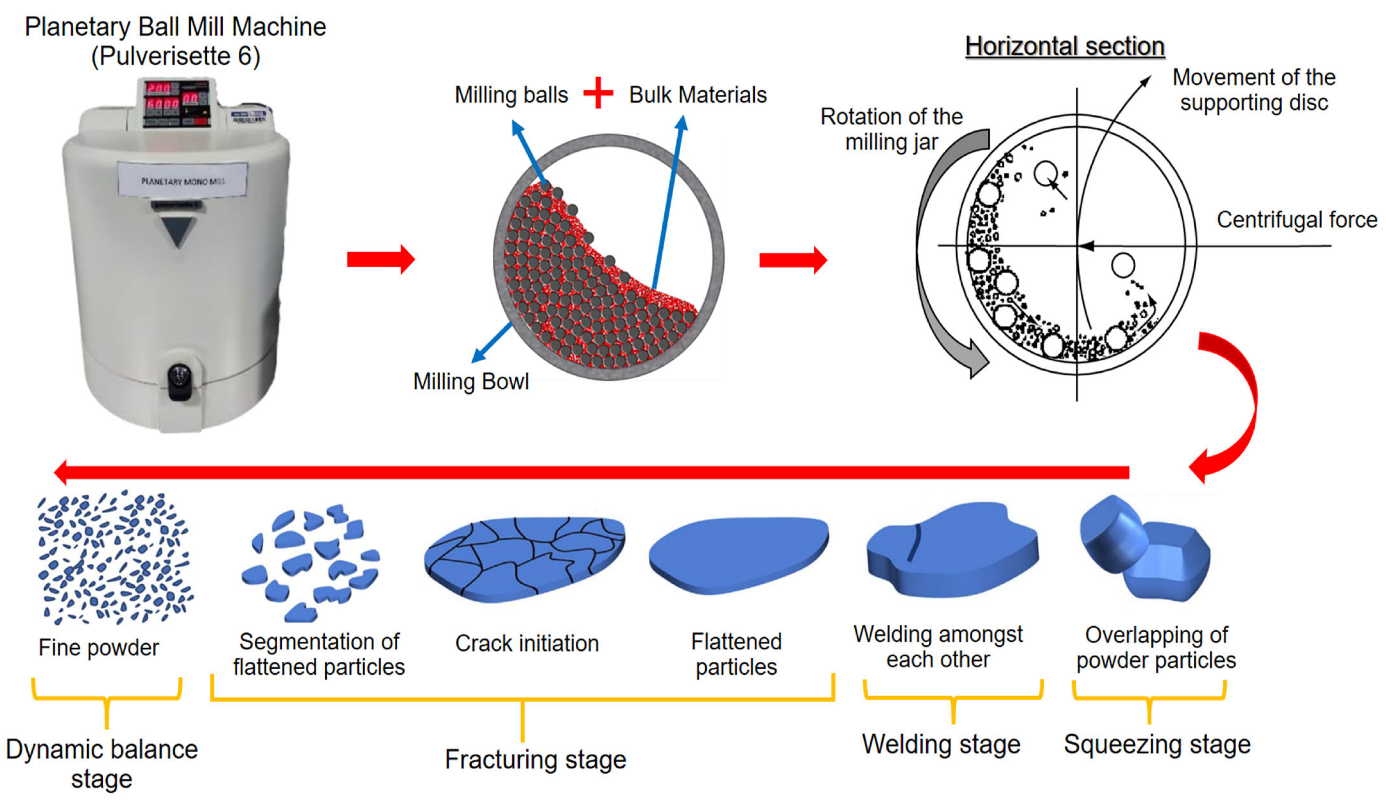 Planetary Ball Mill Machine
(Pulverisette 6)
PLANETARY MONO MILL
Milling balls + Bulk Materials
Milling Bowl
Horizontal section
Movement of the
supporting disc
Rotation of the
milling jar
Centrifugal force
Fine powder
Segmentation of
flattened particles
Crack initiation
Flattened
particles
Welding amongst
each other
Overlapping of
powder particles
Dynamic balance
stage
Fracturing stage
Welding stage
Squeezing stage